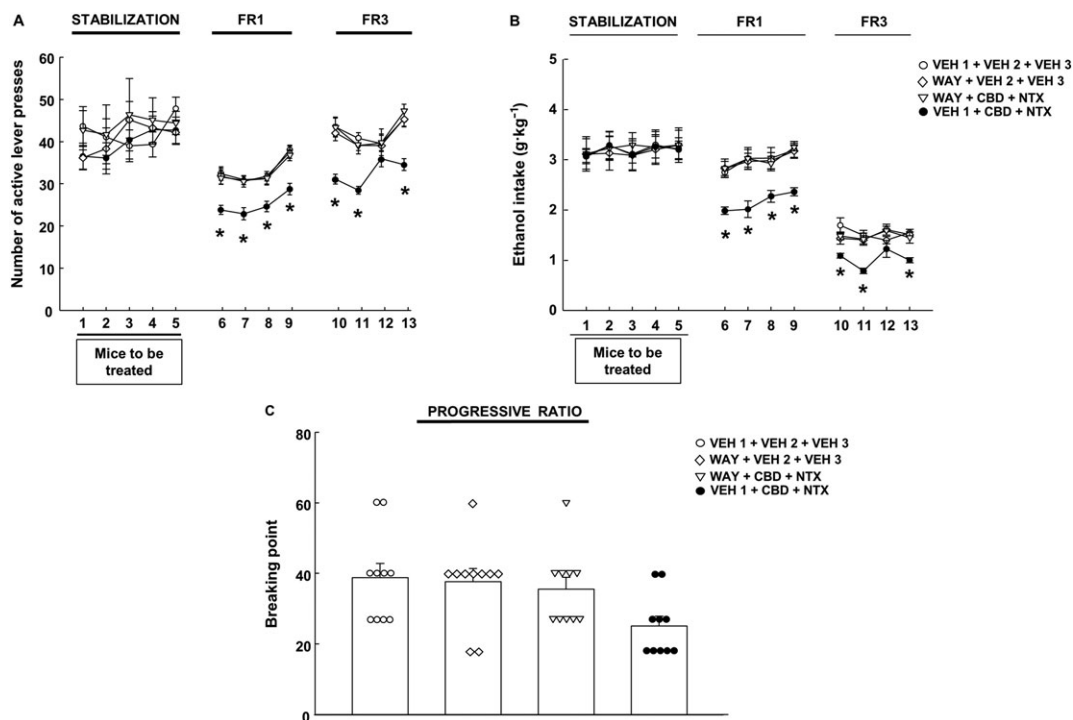 A
STABILIZATION FR1 FR3
Number of active lever presses
60
50
40
30
20
10
0
1 2 3 4 5 6 7 8 9 10 11 12 13
* * * * * * *
Mice to be
treated
B
STABILIZATION FR1 FR3
Ethanol intake (g·kg⁻¹)
5
4
3
2
1
0
1 2 3 4 5 6 7 8 9 10 11 12 13
* * * * * * *
Mice to be
treated
VEH 1 + VEH 2 + VEH 3
WAY + VEH 2 + VEH 3
WAY + CBD + NTX
VEH 1 + CBD + NTX
C
PROGRESSIVE RATIO
Breaking point
80
60
40
20
0
VEH 1 + VEH 2 + VEH 3
WAY + VEH 2 + VEH 3
WAY + CBD + NTX
VEH 1 + CBD + NTX